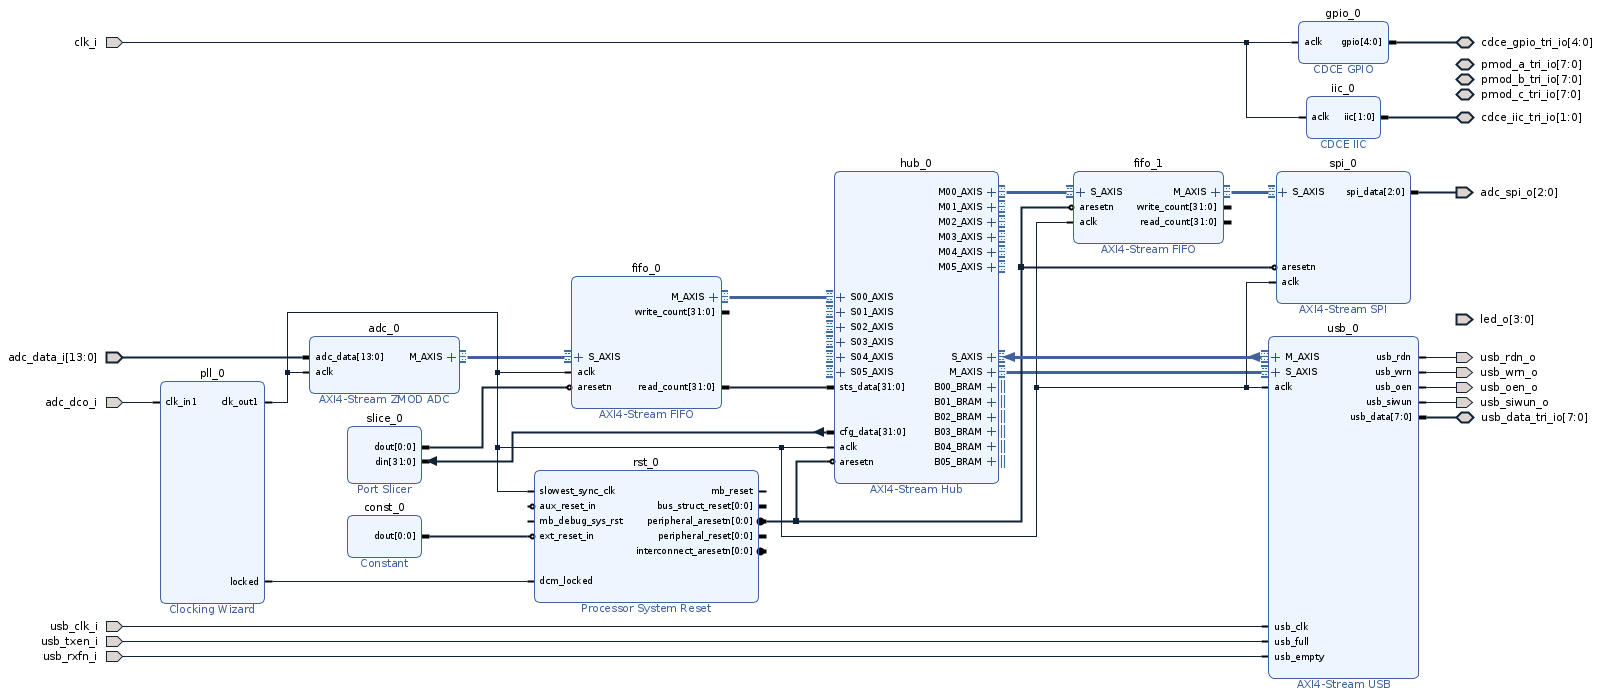 clk_i
gpio_0
aclk gpio[4:0]
CDCE GPIO
cdce_gpio_tri_io[4:0]
pmod_a_tri_io[7:0]
pmod_b_tri_io[7:0]
pmod_c_tri_io[7:0]
iic_0
aclk iic[1:0]
CDCE IIC
cdce_iic_tri_io[1:0]
hub_0
M00_AXIS
M01_AXIS
M02_AXIS
M03_AXIS
M04_AXIS
M05_AXIS
S00_AXIS
S01_AXIS
S02_AXIS
S03_AXIS
S04_AXIS S_AXIS
S05_AXIS M_AXIS
sts_data[31:0] B00_BRAM
B01_BRAM
B02_BRAM
cfg_data[31:0] B03_BRAM
aclk B04_BRAM
aresetn B05_BRAM
AXI4-Stream Hub
fifo_1
S_AXIS M_AXIS
aresetn write_count[31:0]
aclk read_count[31:0]
AXI4-Stream FIFO
spi_0
S_AXIS spi_data[2:0]
aresetn
aclk
AXI4-Stream SPI
adc_spi_o[2:0]
fifo_0
M_AXIS
write_count[31:0]
S_AXIS
aclk
aresetn read_count[31:0]
AXI4-Stream FIFO
adc_data_i[13:0]
adc_0
adc_data[13:0] M_AXIS
aclk
AXI4-Stream ZMOD ADC
adc_dco_i
pll_0
clk_in1 clk_out1
locked
Clocking Wizard
slice_0
dout[0:0]
din[31:0]
Port Slicer
const_0
dout[0:0]
Constant
rst_0
slowest_sync_clk mb_reset
aux_reset_in bus_struct_reset[0:0]
mb_debug_sys_rst peripheral_aresetn[0:0]
ext_reset_in peripheral_reset[0:0]
interconnect_aresetn[0:0]
dcm_locked
Processor System Reset
led_o[3:0]
usb_0
M_AXIS usb_rdn
S_AXIS usb_wrn
aclk usb_oen
usb_siwun
usb_data[7:0]
usb_clk
usb_full
usb_empty
AXI4-Stream USB
usb_rdn_o
usb_wrn_o
usb_oen_o
usb_siwun_o
usb_data_tri_io[7:0]
usb_clk_i
usb_txen_i
usb_rxfn_i